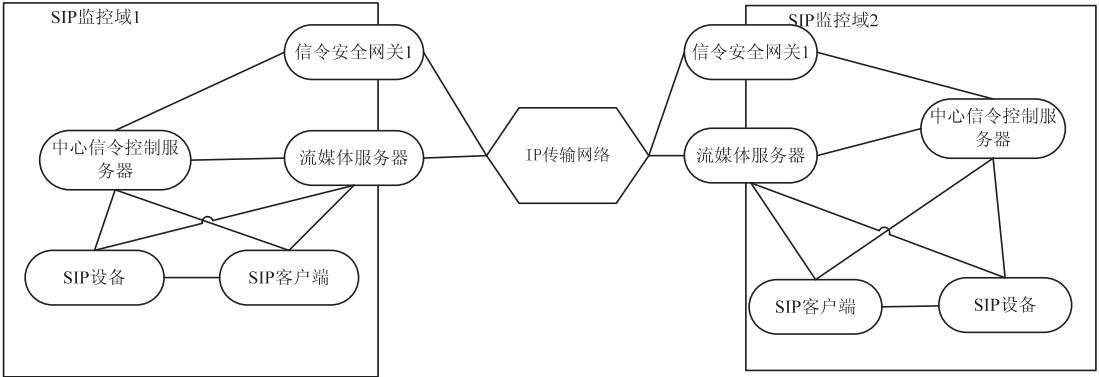 SIP监控域1
SIP监控域2
信令安全网关1
信令安全网关1
中心信令控制服
务器
流媒体服务器
IP传输网络
流媒体服务器
中心信令控制服
务器
SIP设备
SIP客户端
SIP客户端
SIP设备